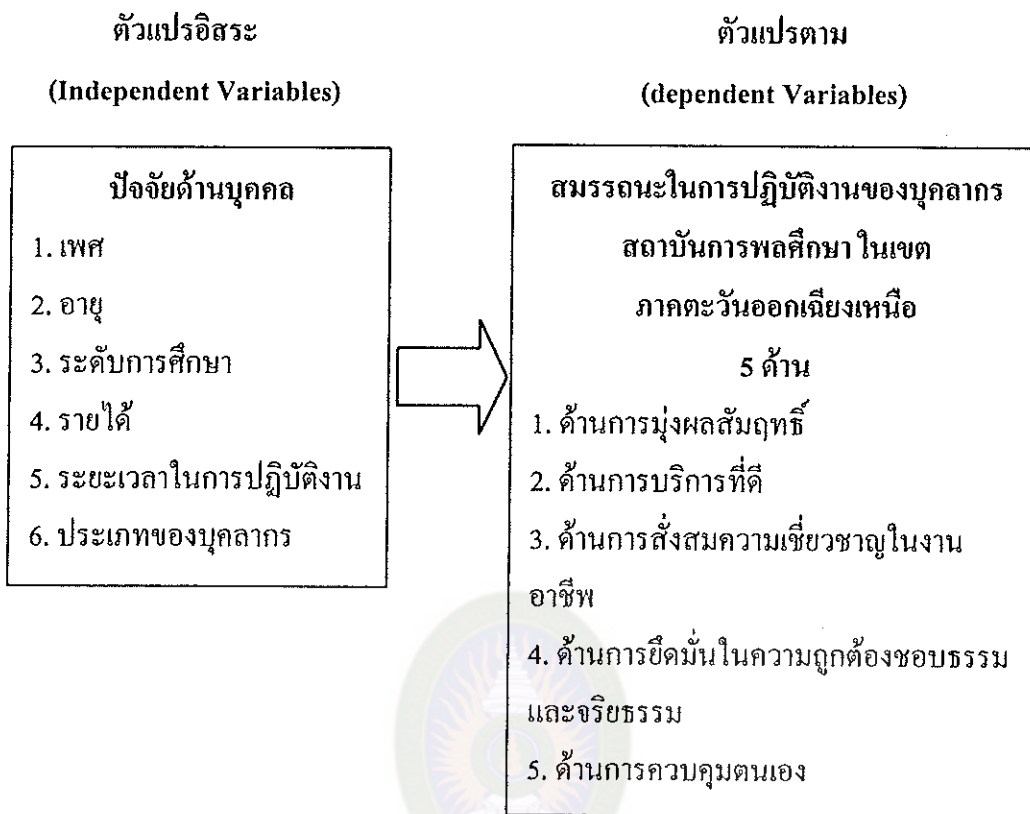 ตัวแปรอิสระ
(Independent Variables)
ปัจจัยด้านบุคคล
1. เพศ
2. อายุ
3. ระดับการศึกษา
4. รายได้
5. ระยะเวลาในการปฏิบัติงาน
6. ประเภทของบุคลากร
ตัวแปรตาม
(dependent Variables)
สมรรถนะในการปฏิบัติงานของบุคลากร
สถาบันการพลศึกษา ในเขต
ภาคตะวันออกเฉียงเหนือ
5 ด้าน
1. ด้านการมุ่งผลสัมฤทธิ์
2. ด้านการบริการที่ดี
3. ด้านการสั่งสมความเชี่ยวชาญในงาน
อาชีพ
4. ด้านการยึดมั่นในความถูกต้องชอบธรรม
และจริยธรรม
5. ด้านการควบคุมตนเอง